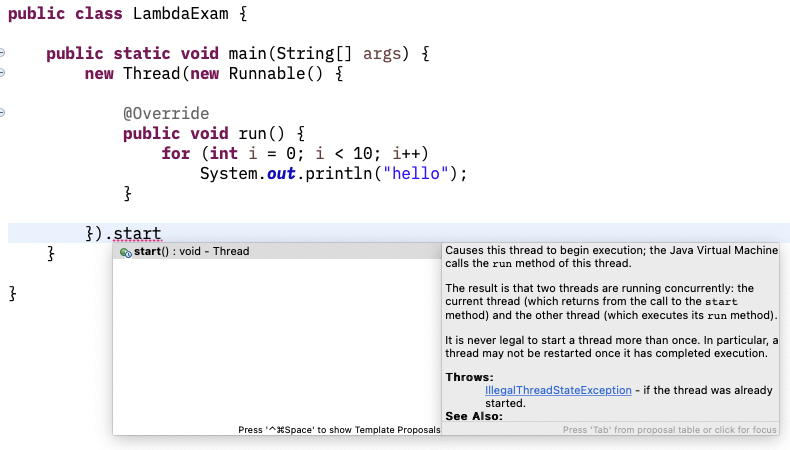 public class LambdaExam {
public static void main(String[] args) {
new Thread(new Runnable() {
@Override
public void run() {
for (int i = 0; i < 10; i++)
System.out.println("hello");
}
}).start
}
}
start() : void - Thread
Press '^⌘Space' to show Template Proposals
Causes this thread to begin execution; the Java Virtual Machine
calls the run method of this thread.
The result is that two threads are running concurrently: the
current thread (which returns from the call to the start
method) and the other thread (which executes its run method).
It is never legal to start a thread more than once. In particular, a
thread may not be restarted once it has completed execution.
Throws:
IllegalThreadStateException - if the thread was already
started.
See Also:
Press 'Tab' from proposal table or click for focus